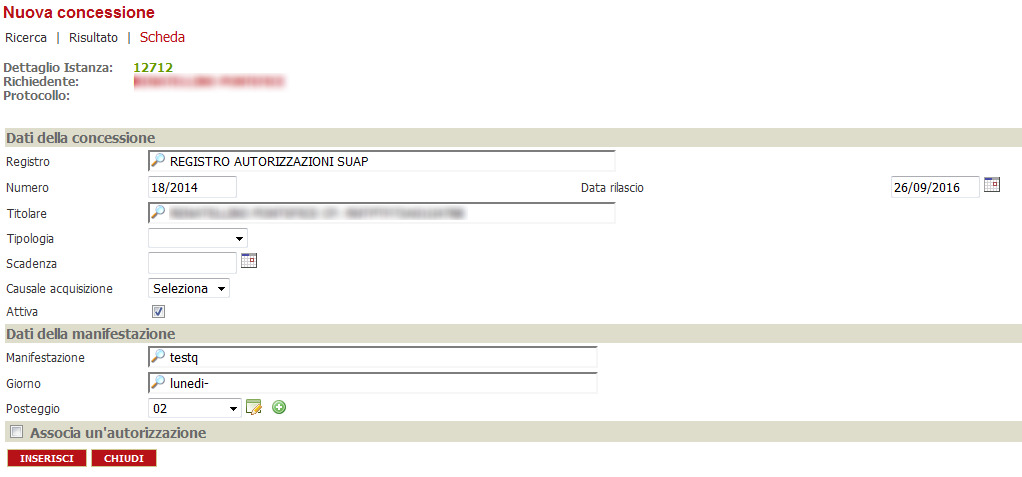 Nuova concessione
Ricerca | Risultato | Scheda
Dettaglio Istanza: 12712
Richiedente:
Protocollo:
Dati della concessione
Registro REGISTRO AUTORIZZAZIONI SUAP
Numero 18/2014 Data rilascio 26/09/2016
Titolare
Tipologia
Scadenza
Causale acquisizione Seleziona
Attiva
Dati della manifestazione
Manifestazione testq
Giorno lunedi-
Posteggio 02
Associa un'autorizzazione
INSERISCI CHIUDI